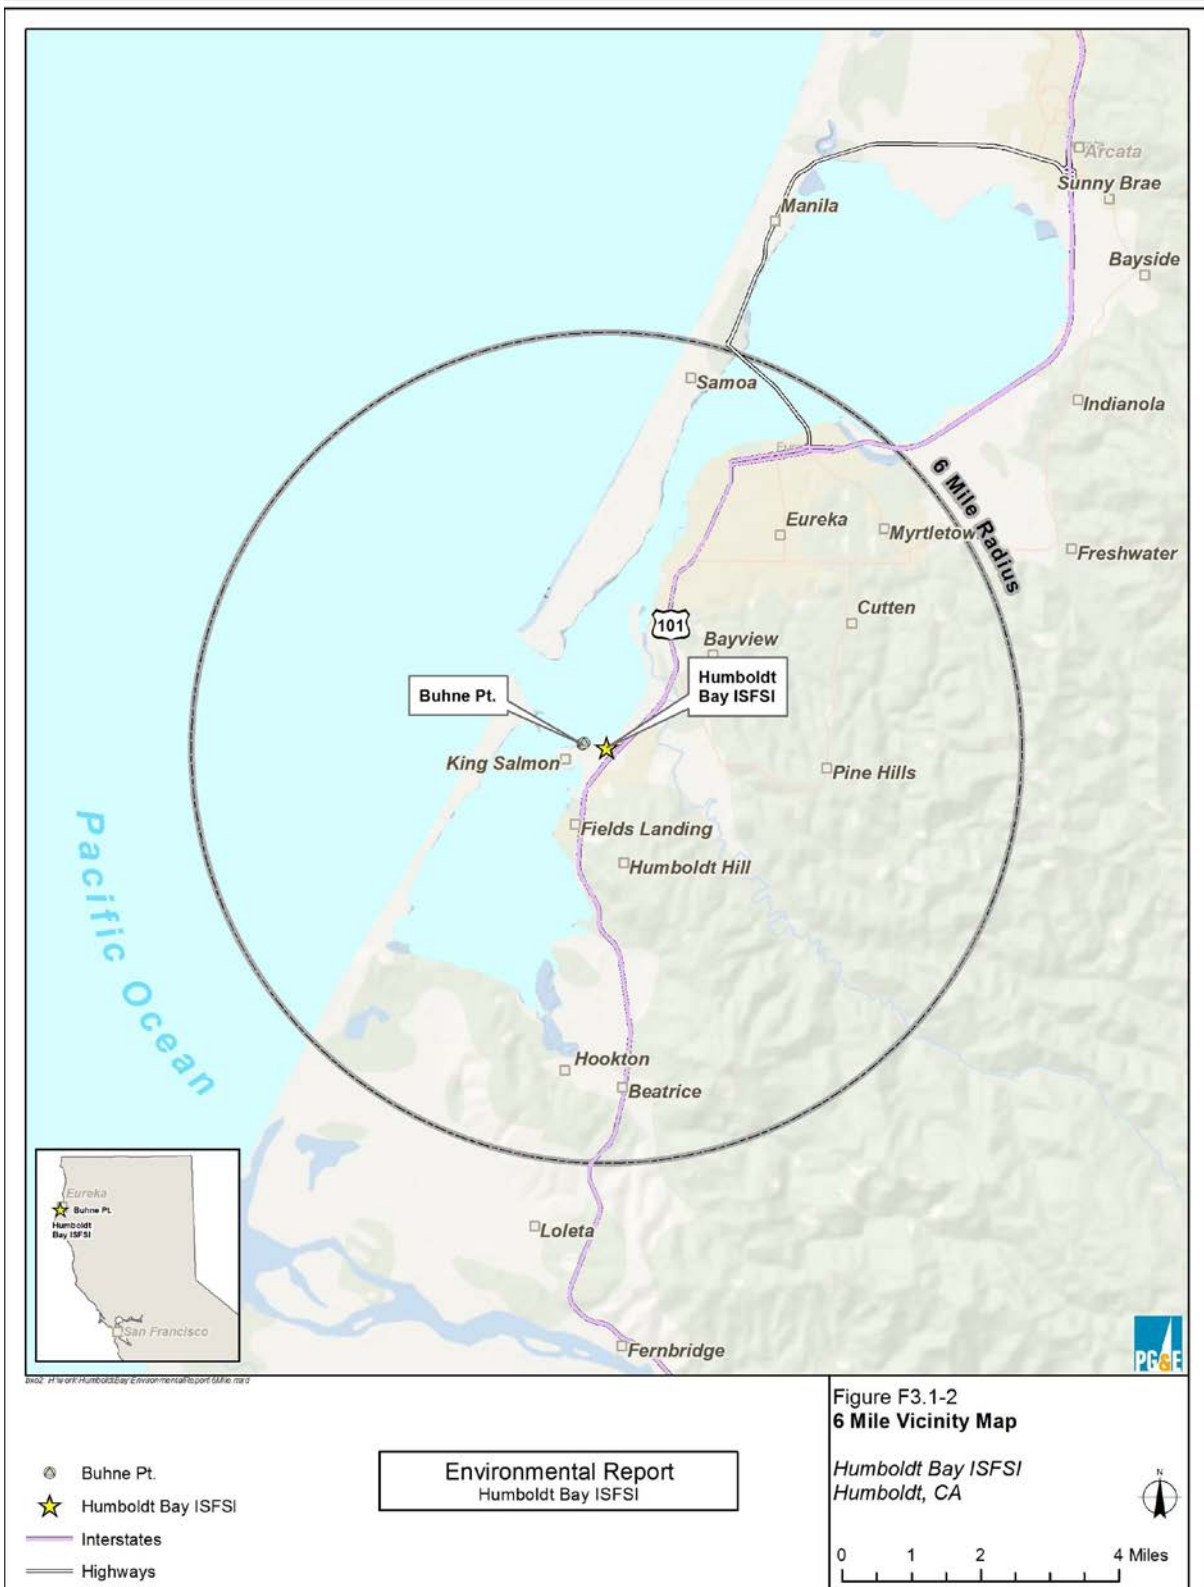 Arcata
Sunny Brae
Manila
Bayside
Samoa
Indianola
6 Mile Radius
Eureka
Myrtletow
Freshwater
Cutten
101
Bayview
Buhne Pt.
Humboldt
Bay ISFSI
King Salmon
Pine Hills
Fields Landing
Humboldt Hill
Pacific Ocean
Hookton
Beatrice
Eureka
Buhne Pt.
Humboldt
Bay ISFSI
San Francisco
Loleta
Fernbridge
PG&E
Figure F3.1-2
6 Mile Vicinity Map
Humboldt Bay ISFSI
Humboldt, CA
N
0 1 2 4 Miles
Environmental Report
Humboldt Bay ISFSI
Buhne Pt.
Humboldt Bay ISFSI
Interstates
Highways